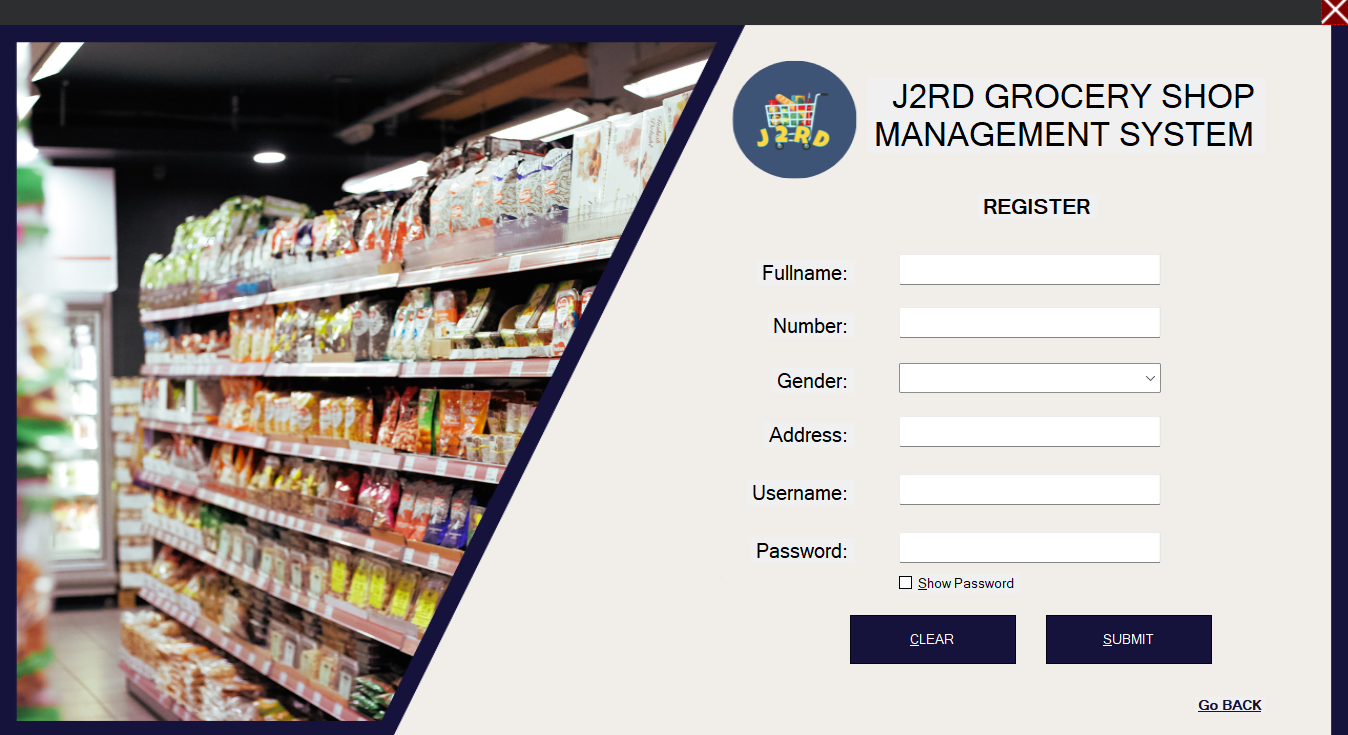 J2RD
J2RD GROCERY SHOP
MANAGEMENT SYSTEM
REGISTER
Fullname:
Number:
Gender:
Address:
Username:
Password:
Show Password
CLEAR
SUBMIT
Go BACK